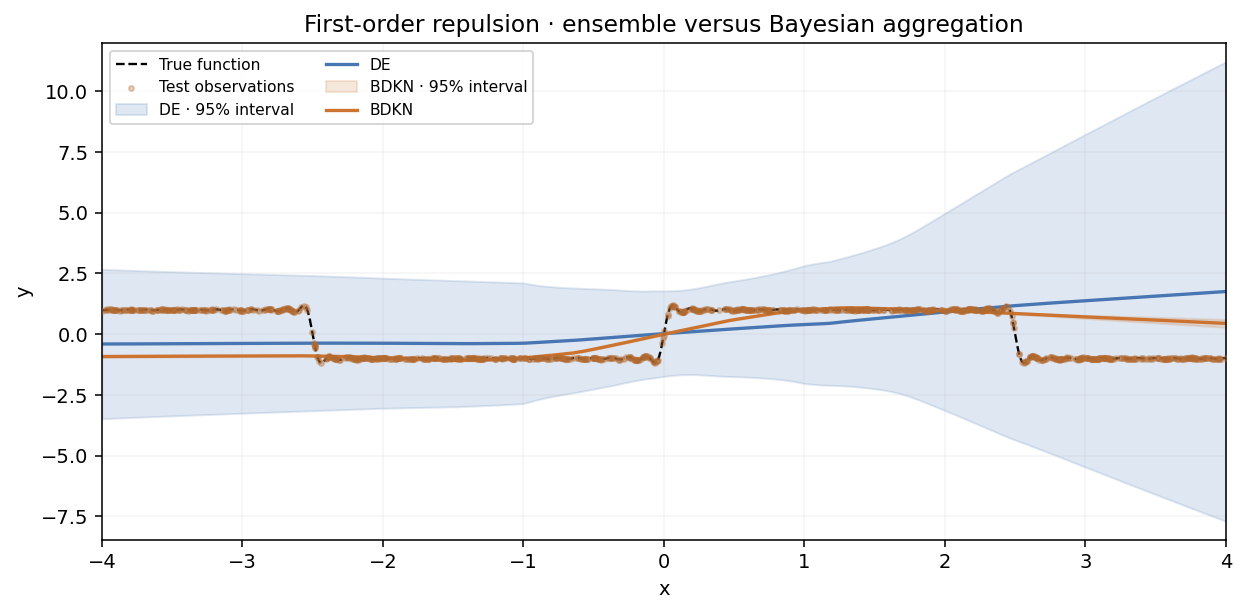 First-order repulsion · ensemble versus Bayesian aggregation
True function
Test observations
DE · 95% interval
DE
BDKN · 95% interval
BDKN
10.0
7.5
5.0
2.5
0.0
−2.5
−5.0
−7.5
y
−4 −3 −2 −1 0 1 2 3 4
x